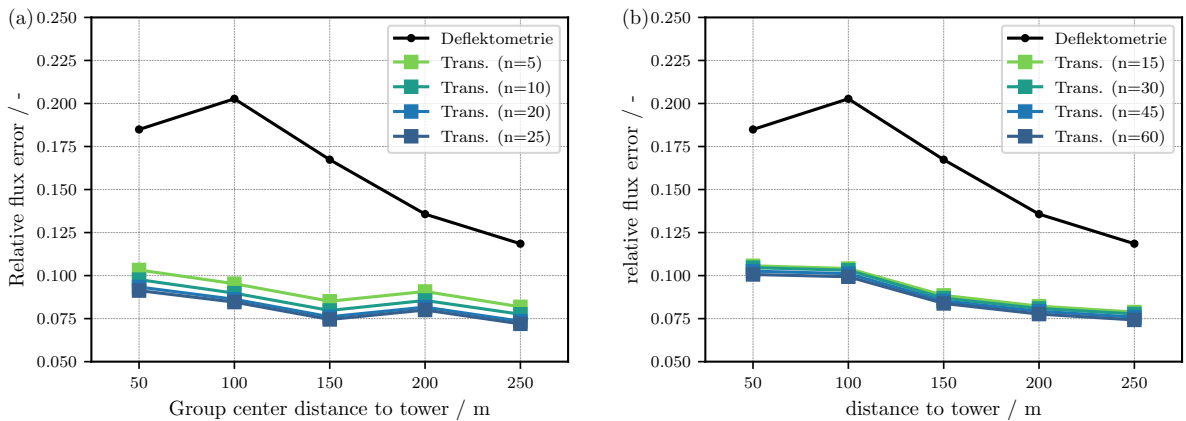 (a)
0.250
0.225
0.200
0.175
0.150
0.125
0.100
0.075
0.050
Relative flux error / -
Deflektometrie
Trans. (n=5)
Trans. (n=10)
Trans. (n=20)
Trans. (n=25)
50 100 150 200 250
Group center distance to tower / m
(b)
0.250
0.225
0.200
0.175
0.150
0.125
0.100
0.075
0.050
relative flux error / -
Deflektometrie
Trans. (n=15)
Trans. (n=30)
Trans. (n=45)
Trans. (n=60)
50 100 150 200 250
distance to tower / m